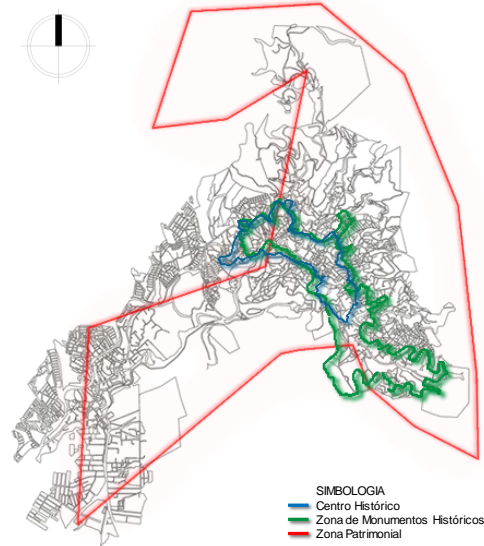 SIMBOLOGIA
Centro Histórico
Zona de Monumentos Históricos
Zona Patrimonial